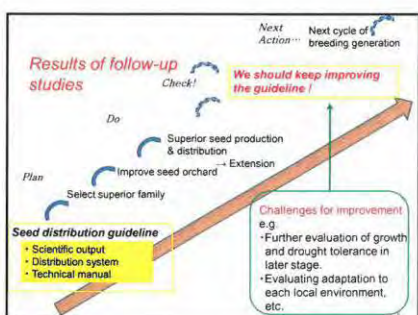 Next
Action…
Next cycle of
breeding generation
Results of follow-up
studies
Check!
We should keep improving
the guideline !
Do
Superior seed production
& distribution
→ Extension
Improve seed orchard
Plan
Select superior family
Seed distribution guideline
・Scientific output
・Distribution system
・Technical manual
Challenges for improvement
e.g.
・Further evaluation of growth
and drought tolerance in
later stage.
・Evaluating adaptation to
each local environment,
etc.